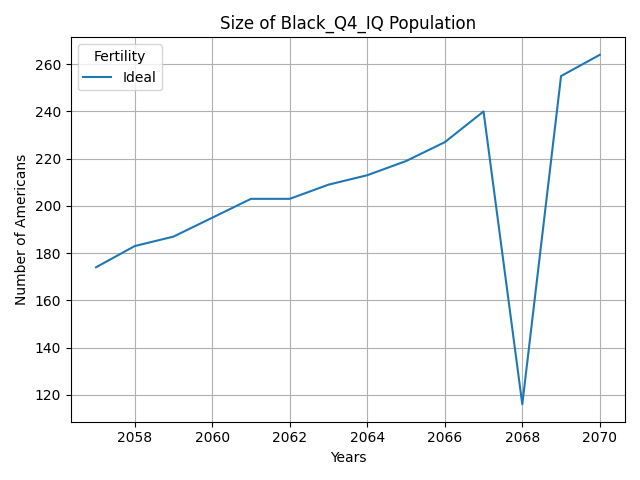 Size of Black_Q4_IQ Population
Fertility
Ideal
Number of Americans
260
240
220
200
180
160
140
120
2058 2060 2062 2064 2066 2068 2070
Years